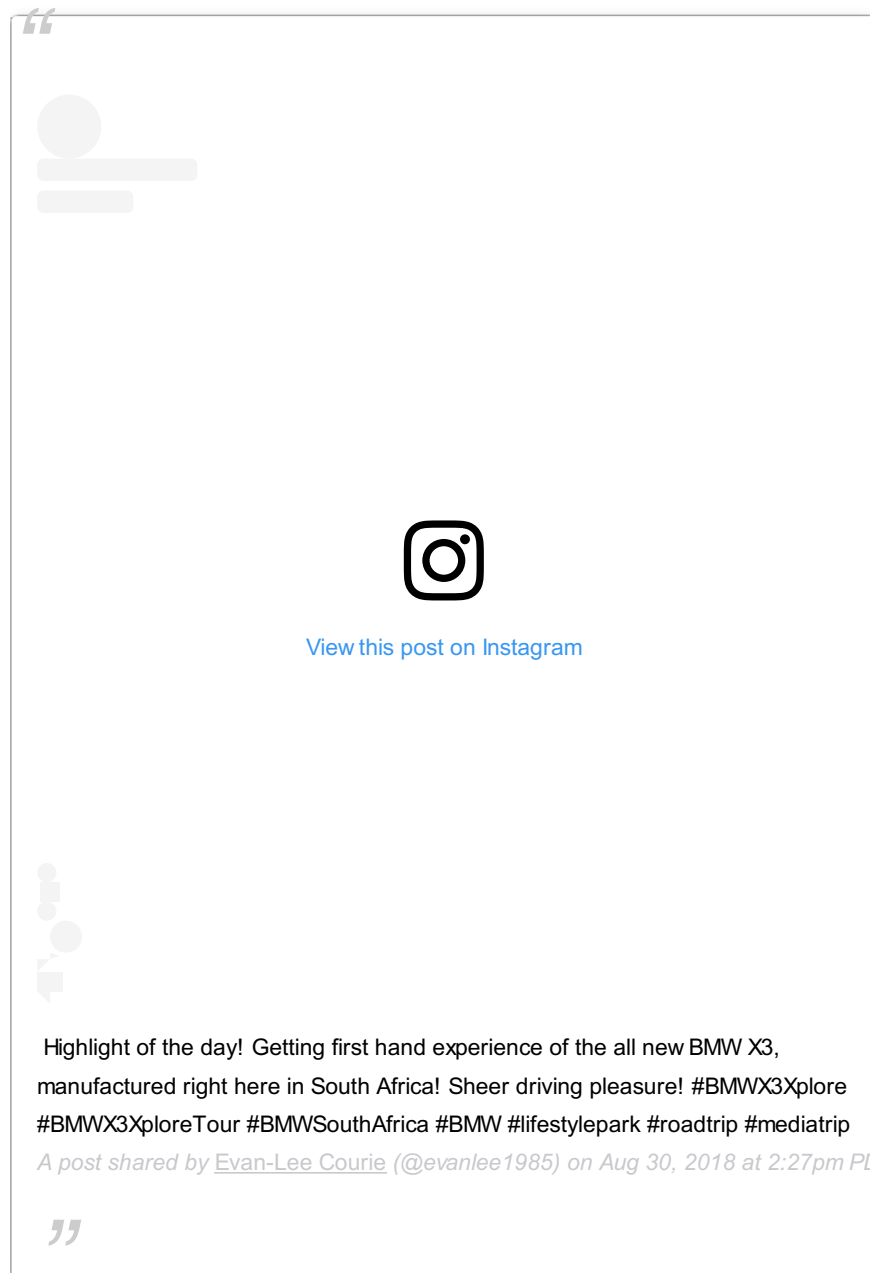 “
View this post on Instagram
Highlight of the day! Getting first hand experience of the all new BMW X3,
manufactured right here in South Africa! Sheer driving pleasure! #BMWX3Xplore
#BMWX3XploreTour #BMWSouthAfrica #BMW #lifestylepark #roadtrip #mediatrip
A post shared by Evan-Lee Courie (@evanlee1985) on Aug 30, 2018 at 2:27pm
”